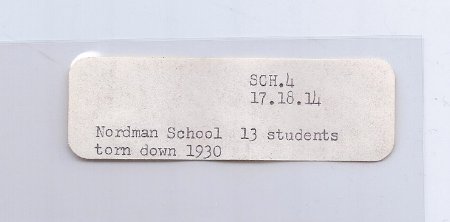 SCH.4
17.18.14
Nordman School 13 students
torn down 1930